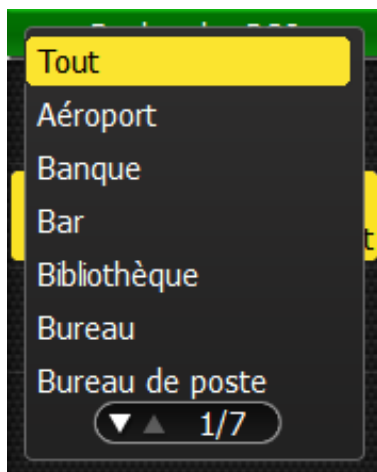 Tout
Aéroport
Banque
Bar
Bibliothèque
Bureau
Bureau de poste
1/7